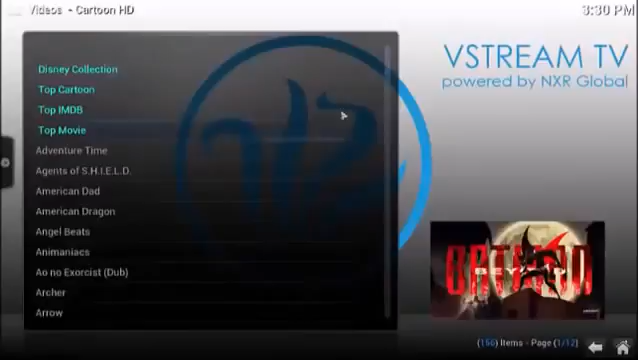 Videos - Cartoon HD
3:30 PM
VSTREAM TV
powered by NXR Global
Disney Collection
Top Cartoon
Top IMDB
Top Movie
Adventure Time
Agents of S.H.I.E.L.D.
American Dad
American Dragon
Angel Beats
Animaniacs
Ao no Exorcist (Dub)
Archer
Arrow
BATMAN
BEYOND
(156) Items - Page (1/12)